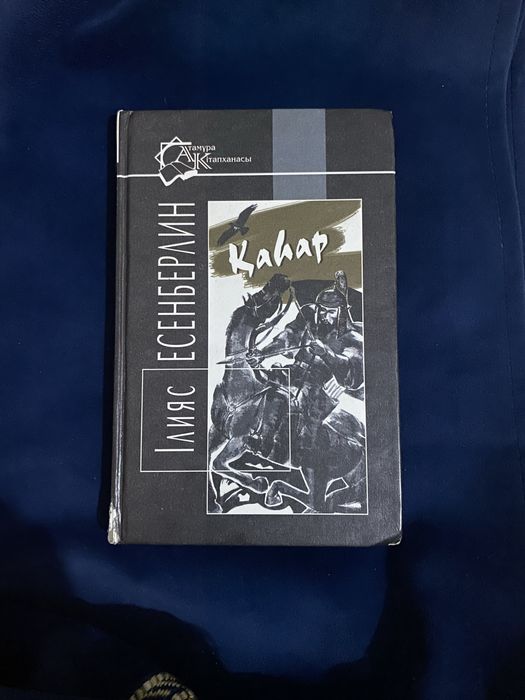 Атамұра
Кітапханасы
Ілияс
ЕСЕНБЕРЛИН
Қаһар